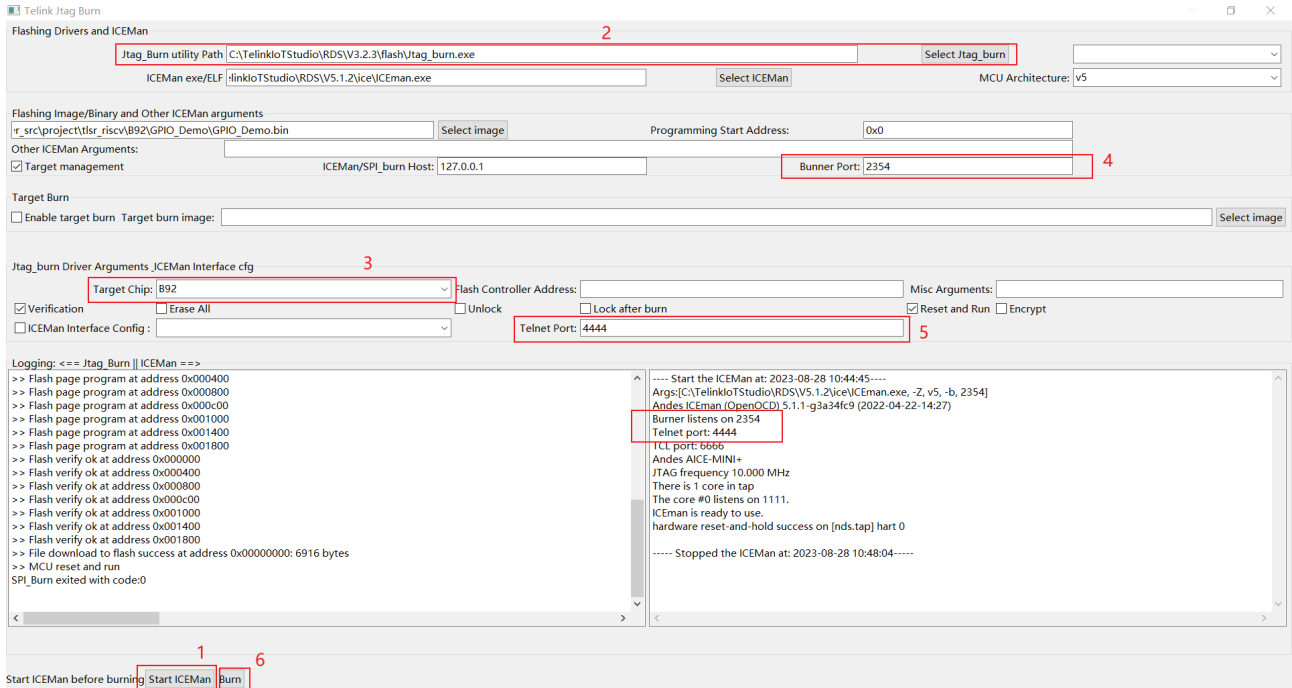 Telink Jtag Burn
Flashing Drivers and ICEMan
2
Jtag_Burn utility Path C:\TelinkIoTStudio\RDS\V3.2.3\flash\Jtag_burn.exe Select Jtag_burn
ICEMan exe/ELF elinkIoTStudio\RDS\V5.1.2\ice\ICEman.exe Select ICEMan MCU Architecture: v5
Flashing Image/Binary and Other ICEMan arguments
r_src\project\tlsr_riscv\B92\GPIO_Demo\GPIO_Demo.bin Select image Programming Start Address: 0x0
Other ICEMan Arguments:
Target management ICEMan/SPI_burn Host: 127.0.0.1 Bunner Port: 2354 4
Target Burn
Enable target burn Target burn image: Select image
Jtag_burn Driver Arguments _ICEMan Interface cfg 3
Target Chip: B92 Flash Controller Address: Misc Arguments:
Verification Erase All Unlock Lock after burn Reset and Run Encrypt
ICEMan Interface Config : Telnet Port: 4444 5
Logging: <== Jtag_Burn || ICEMan ==>
>> Flash page program at address 0x000400
>> Flash page program at address 0x000800
>> Flash page program at address 0x000c00
>> Flash page program at address 0x001000
>> Flash page program at address 0x001400
>> Flash page program at address 0x001800
>> Flash verify ok at address 0x000000
>> Flash verify ok at address 0x000400
>> Flash verify ok at address 0x000800
>> Flash verify ok at address 0x000c00
>> Flash verify ok at address 0x001000
>> Flash verify ok at address 0x001400
>> Flash verify ok at address 0x001800
>> File download to flash success at address 0x00000000: 6916 bytes
>> MCU reset and run
SPI_Burn exited with code:0
---- Start the ICEMan at: 2023-08-28 10:44:45----
Args:[C:\TelinkIoTStudio\RDS\V5.1.2\ice\ICEman.exe, -Z, v5, -b, 2354]
Andes ICEman (OpenOCD) 5.1.1-g3a34fc9 (2022-04-22-14:27)
Burner listens on 2354
Telnet port: 4444
TCL port: 6666
Andes AICE-MINI+
JTAG frequency 10.000 MHz
There is 1 core in tap
The core #0 listens on 1111.
ICEman is ready to use.
hardware reset-and-hold success on [nds.tap] hart 0
----- Stopped the ICEMan at: 2023-08-28 10:48:04-----
1 6
Start ICEMan before burning Start ICEMan Burn